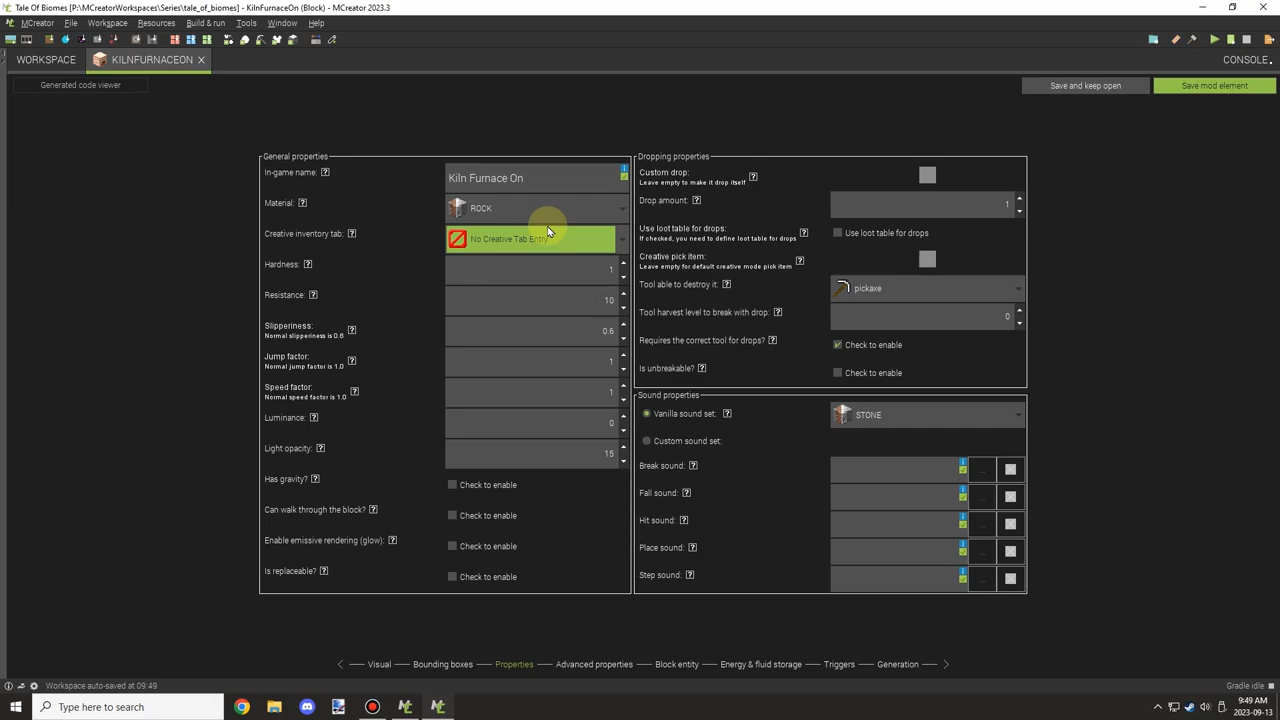 Tale Of Biomes [P:\MCreatorWorkspaces\Series\tale_of_biomes] - KilnFurnaceOn (Block) - MCreator 2023.3
MCreator File Workspace Resources Build & run Tools Window Help
WORKSPACE KILNFURNACEON CONSOLE
Generated code viewer Save and keep open Save mod element
General properties
In-game name: ? Kiln Furnace On
Material: ? ROCK
Creative inventory tab: ? No Creative Tab Entry
Hardness: ? 1
Resistance: ? 10
Slipperiness: ? 0.6
Normal slipperiness is 0.6
Jump factor: ? 1
Normal jump factor is 1.0
Speed factor: ? 1
Normal speed factor is 1.0
Luminance: ? 0
Light opacity: ? 15
Has gravity? ? Check to enable
Can walk through the block? ? Check to enable
Enable emissive rendering (glow): ? Check to enable
Is replaceable? ? Check to enable
Dropping properties
Custom drop: ?
Leave empty to make it drop itself
Drop amount: ? 1
Use loot table for drops: ? Use loot table for drops
If checked, you need to define loot table for drops
Creative pick item: ?
Leave empty for default creative mode pick item
Tool able to destroy it: ? pickaxe
Tool harvest level to break with drop: ? 0
Requires the correct tool for drops? ? Check to enable
Is unbreakable? ? Check to enable
Sound properties
Vanilla sound set: ? STONE
Custom sound set:
Break sound: ? ...
Fall sound: ? ...
Hit sound: ? ...
Place sound: ? ...
Step sound: ? ...
Visual Bounding boxes Properties Advanced properties Block entity Energy & fluid storage Triggers Generation
Workspace auto-saved at 09:49 Gradle idle
Type here to search
9:49 AM
2023-09-13